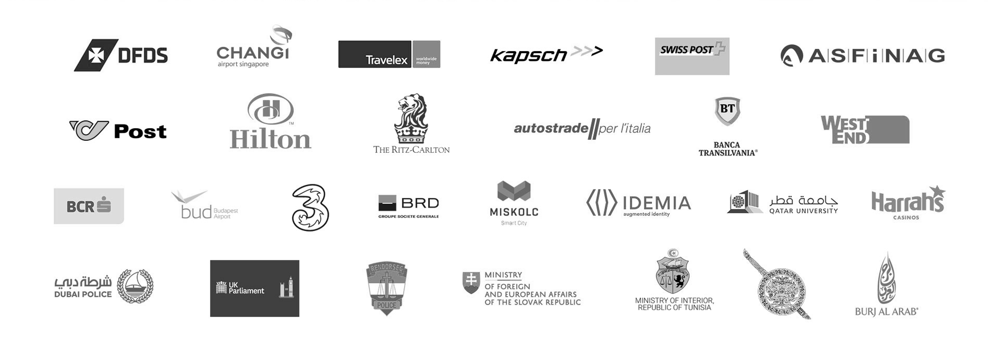 DFDS
CHANGi
airport singapore
Travelex
worldwide
money
kapsch >>>
SWISS POST
A|S|F|i|N|A|G
Post
H
TM
Hilton
THE RITZ-CARLTON
autostrade//per l'italia
BT
BANCA
TRANSILVANIA®
WEST
END
BCR
bud Budapest
Airport
3
BRD
GROUPE SOCIETE GENERALE
MISKOLC
Smart City
IDEMIA
augmented identity
جامعة قطر
QATAR UNIVERSITY
Harrah's
CASINOS
شرطة دبي
DUBAI POLICE
UK
Parliament
RENDŐRSÉG
POLICE
MINISTRY
OF FOREIGN
AND EUROPEAN AFFAIRS
OF THE SLOVAK REPUBLIC
MINISTRY OF INTERIOR,
REPUBLIC OF TUNISIA
برج العرب
BURJ AL ARAB®